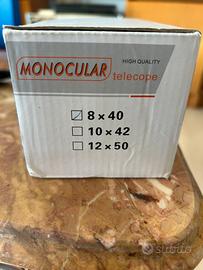 MONOCULAR
HIGH QUALITY
telecope
8 x 40
10 x 42
12 x 50
subito